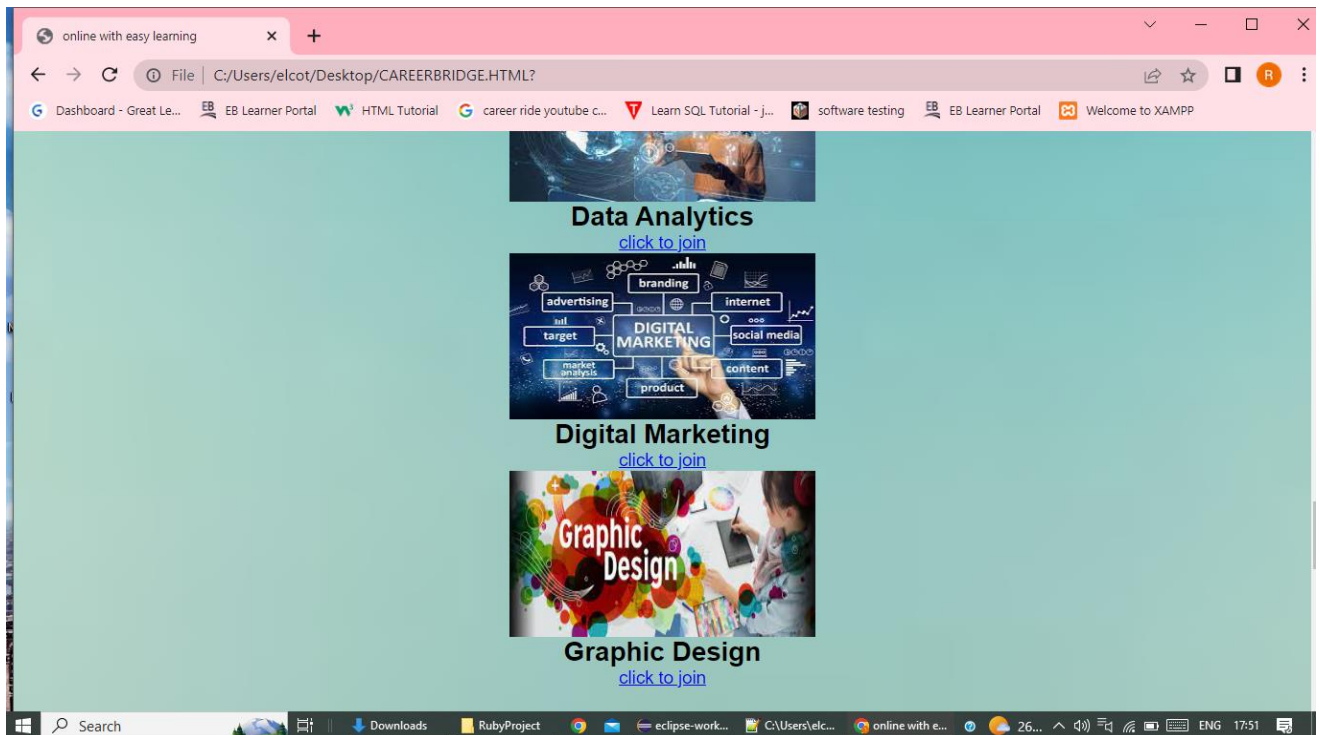 online with easy learning
File C:/Users/elcot/Desktop/CAREERBRIDGE.HTML?
R
Dashboard - Great Le... EB Learner Portal HTML Tutorial career ride youtube c... Learn SQL Tutorial - j... software testing EB Learner Portal Welcome to XAMPP
Data Analytics
click to join
branding
advertising internet
DIGITAL
MARKETING
target social media
market
analysis
content
product
Digital Marketing
click to join
Graphic
Design
Graphic Design
click to join
Search Downloads RubyProject eclipse-work... C:\Users\elc... online with e... 26... ENG 17:51